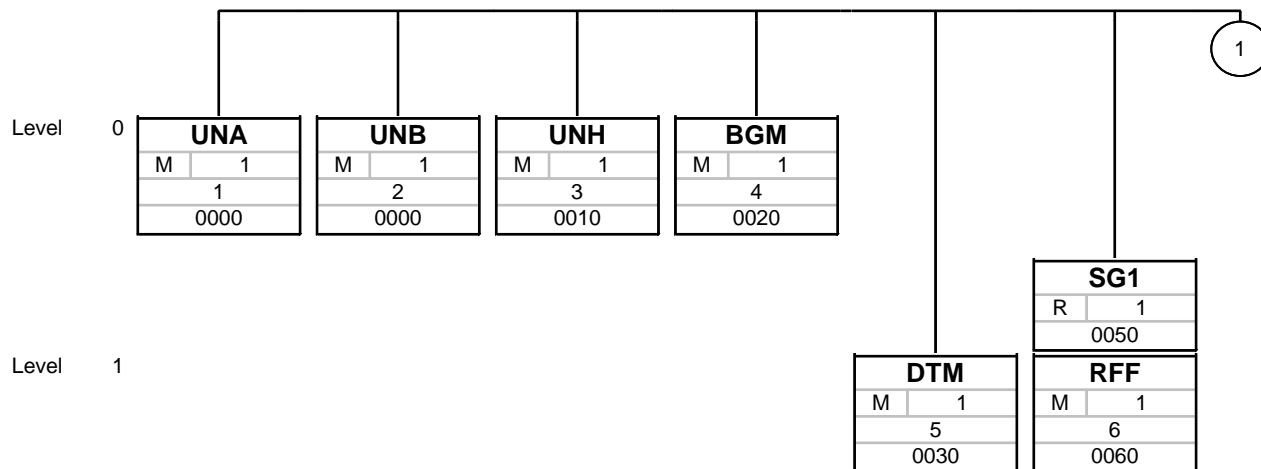 1
Level 0
UNA UNB UNH BGM
M 1 M 1 M 1 M 1
1 2 3 4
0000 0000 0010 0020
SG1
R 1
0050
Level 1
DTM RFF
M 1 M 1
5 6
0030 0060